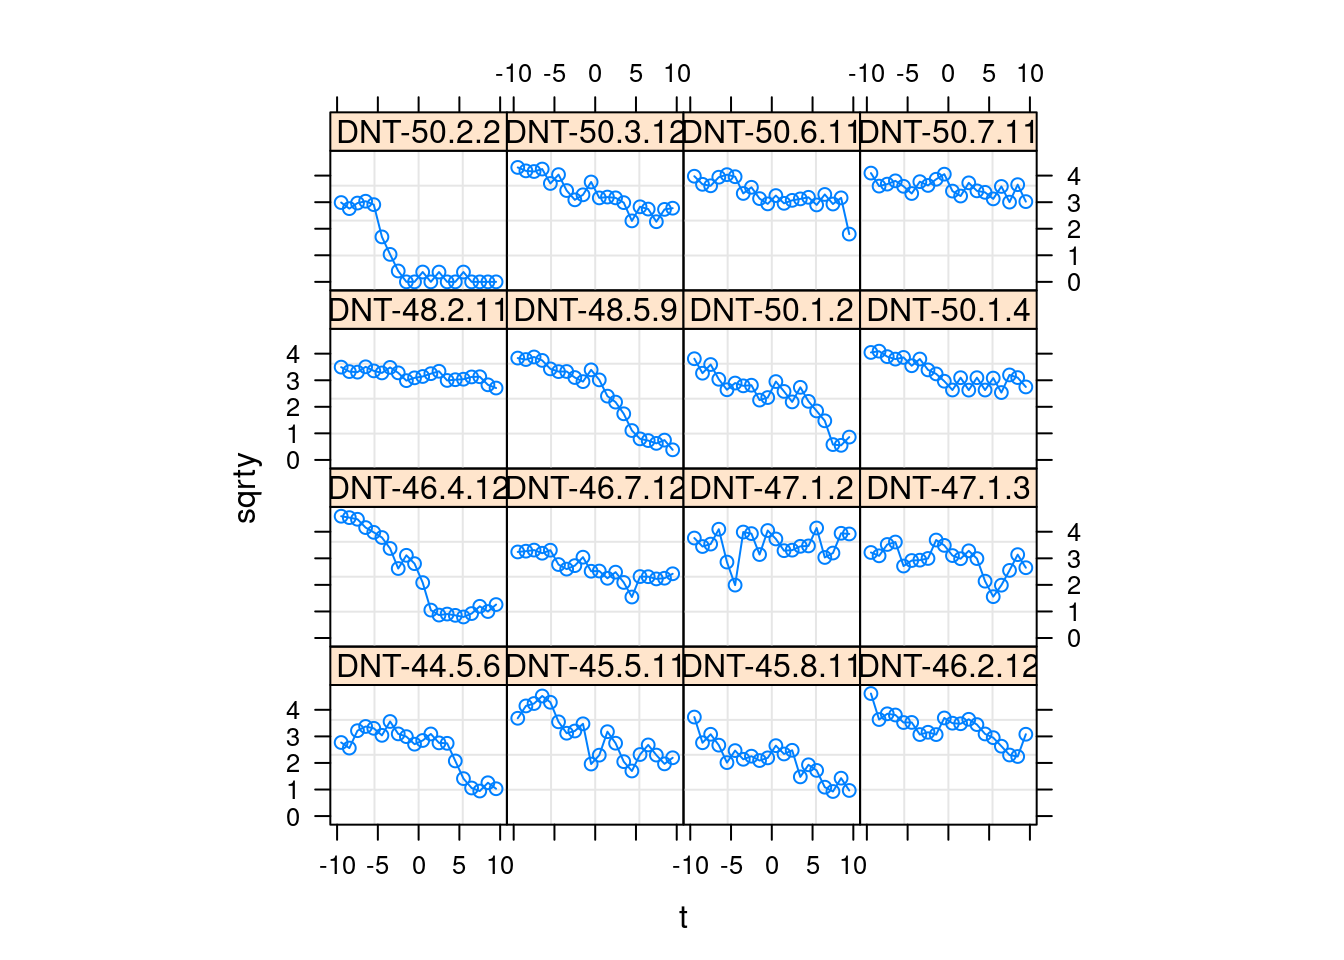 -10 -5 0 5 10 -10 -5 0 5 10
DNT-50.2.2 DNT-50.3.12 DNT-50.6.11 DNT-50.7.11
4
3
2
1
0
DNT-48.2.11 DNT-48.5.9 DNT-50.1.2 DNT-50.1.4
4
3
2
1
0
sqrty
DNT-46.4.12 DNT-46.7.12 DNT-47.1.2 DNT-47.1.3
4
3
2
1
0
DNT-44.5.6 DNT-45.5.11 DNT-45.8.11 DNT-46.2.12
4
3
2
1
0
-10 -5 0 5 10 -10 -5 0 5 10
t